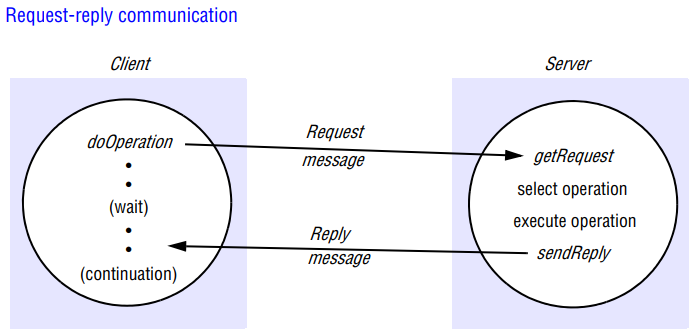 Request-reply communication
Client
Server
doOperation
(wait)
(continuation)
Request
message
Reply
message
getRequest
select operation
execute operation
sendReply